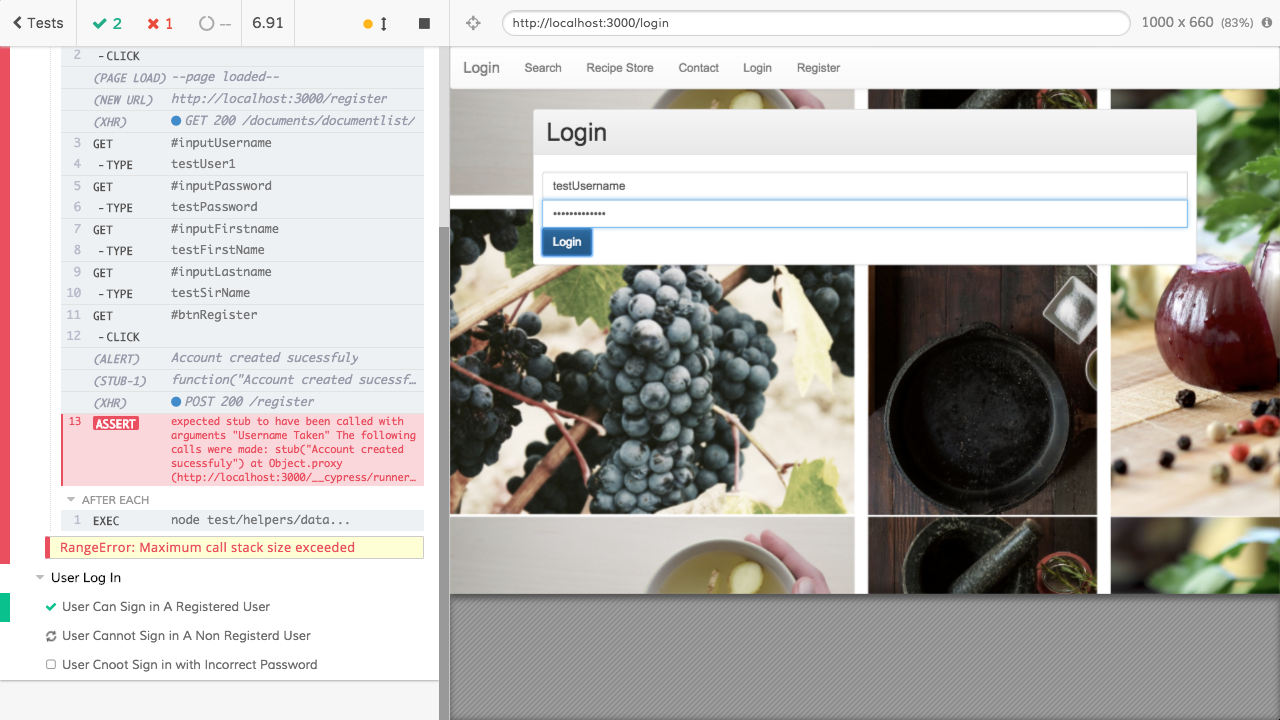 Tests 2 1 -- 6.91
http://localhost:3000/login 1000 x 660 (83%)
2 - CLICK
(PAGE LOAD) --page loaded--
(NEW URL) http://localhost:3000/register
(XHR) GET 200 /documents/documentlist/
3 GET #inputUsername
4 - TYPE testUser1
5 GET #inputPassword
6 - TYPE testPassword
7 GET #inputFirstname
8 - TYPE testFirstName
9 GET #inputLastname
10 - TYPE testSirName
11 GET #btnRegister
12 - CLICK
(ALERT) Account created sucessfuly
(STUB-1) function("Account created sucessf...
(XHR) POST 200 /register
13 ASSERT expected stub to have been called with
arguments "Username Taken" The following
calls were made: stub("Account created
sucessfuly") at Object.proxy
(http://localhost:3000/__cypress/runner...
AFTER EACH
1 EXEC node test/helpers/data...
RangeError: Maximum call stack size exceeded
User Log In
User Can Sign in A Registered User
User Cannot Sign in A Non Registerd User
User Cnoot Sign in with Incorrect Password
Login Search Recipe Store Contact Login Register
Login
testUsername
•••••••••••••
Login